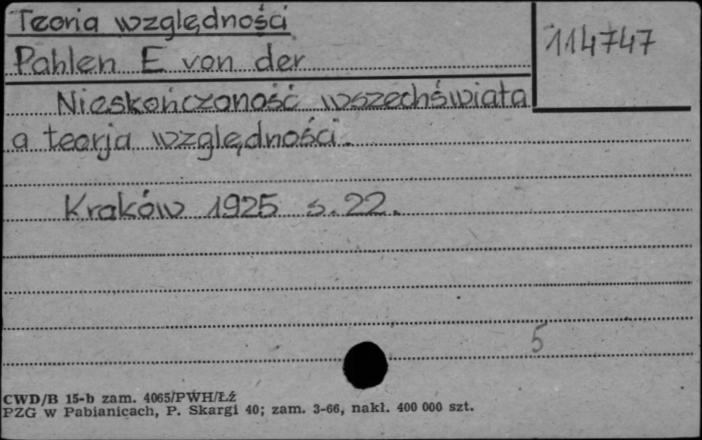 Teoria względności
114747
Pahlen E von der
Nieskończoność wszechświata
a teorja względności.
Kraków 1925 s. 22.
5
CWD/B 15-b zam. 4065/PWH/ŁŹ
PZG w Pabianicach, P. Skargi 40; zam. 3-66, nakł. 400 000 szt.